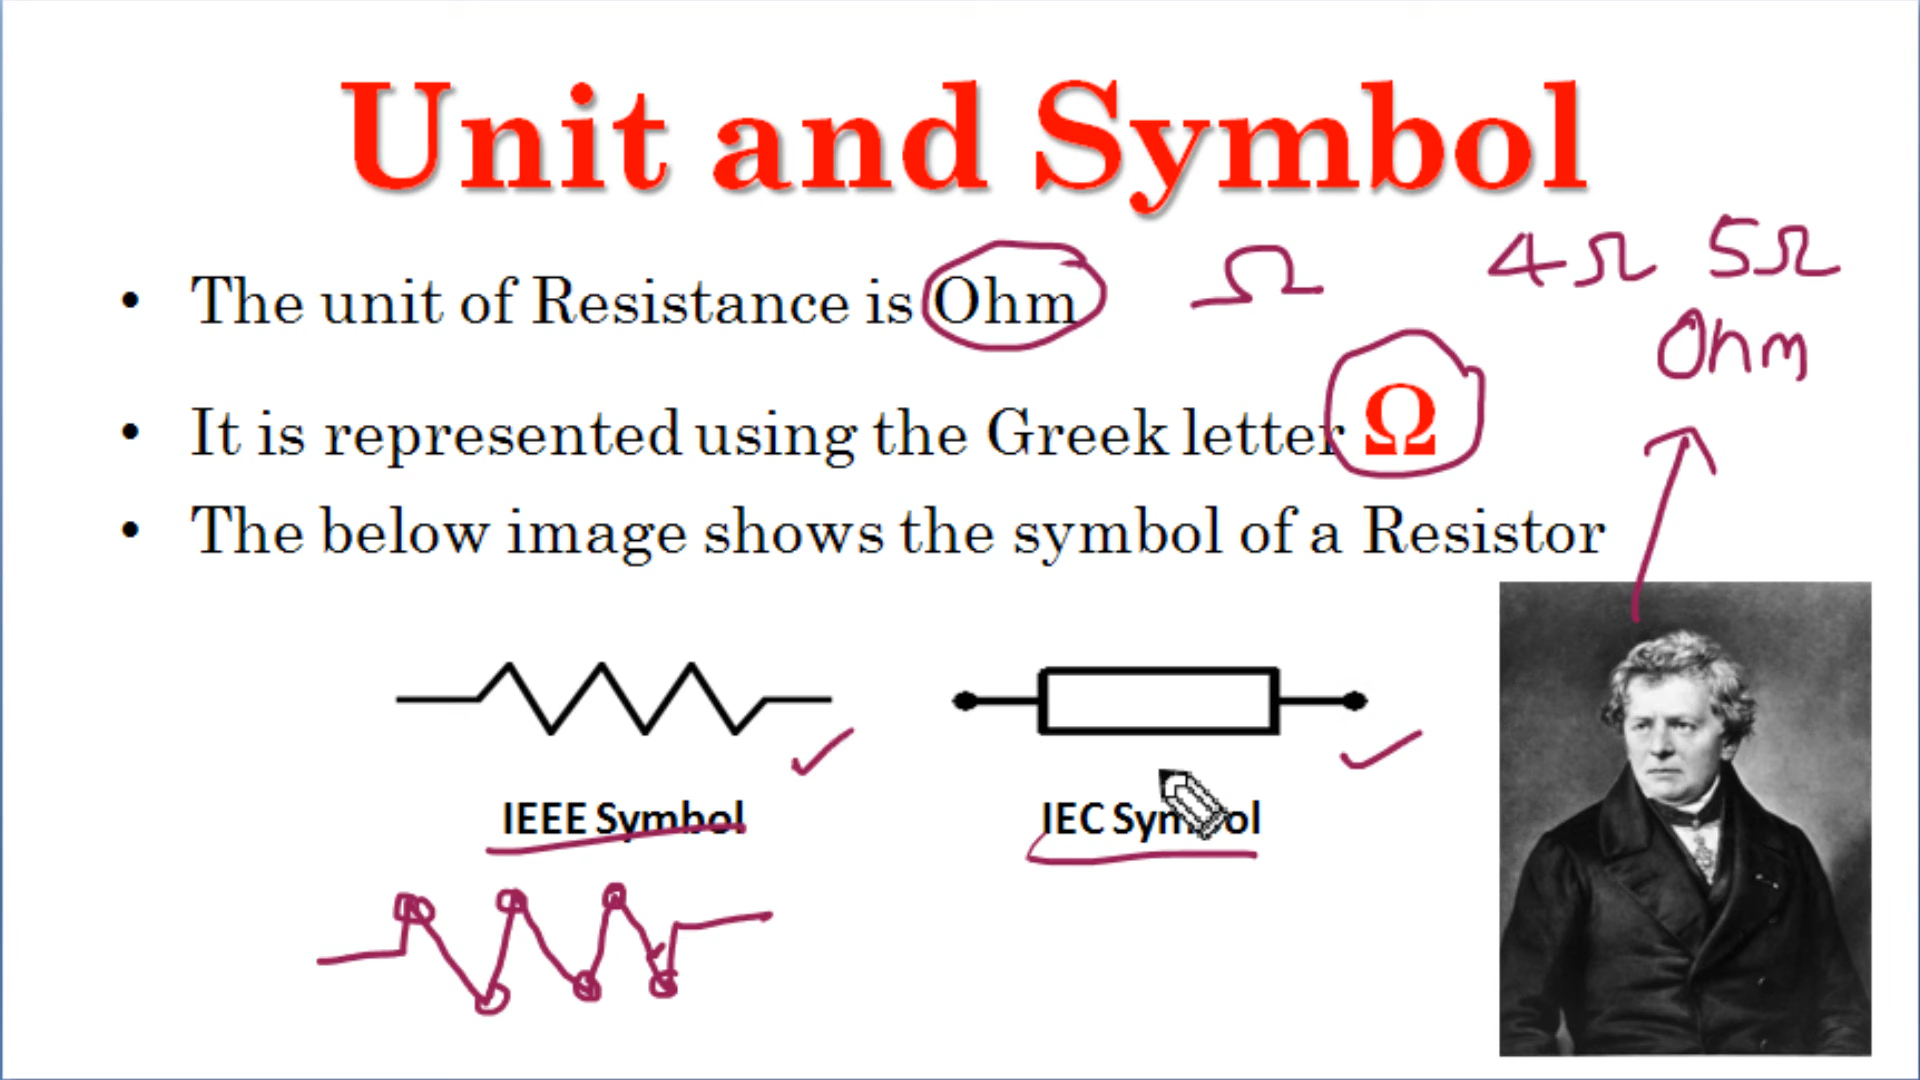 Unit and Symbol
• The unit of Resistance is Ohm Ω 4Ω 5Ω
Ohm
• It is represented using the Greek letter Ω
• The below image shows the symbol of a Resistor
IEEE Symbol IEC Symbol